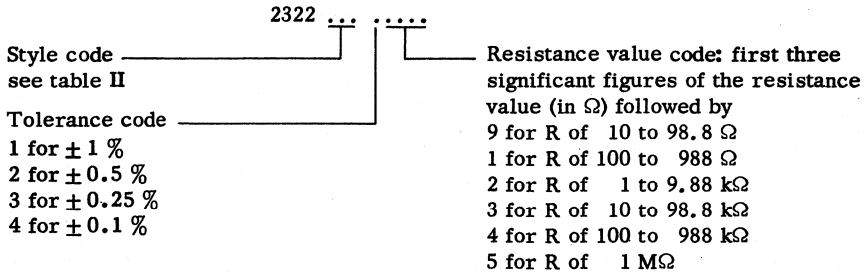 2322 ... .....
Style code
see table II
Tolerance code
1 for ± 1 %
2 for ± 0.5 %
3 for ± 0.25 %
4 for ± 0.1 %
Resistance value code: first three
significant figures of the resistance
value (in Ω) followed by
9 for R of 10 to 98.8 Ω
1 for R of 100 to 988 Ω
2 for R of 1 to 9.88 kΩ
3 for R of 10 to 98.8 kΩ
4 for R of 100 to 988 kΩ
5 for R of 1 MΩ